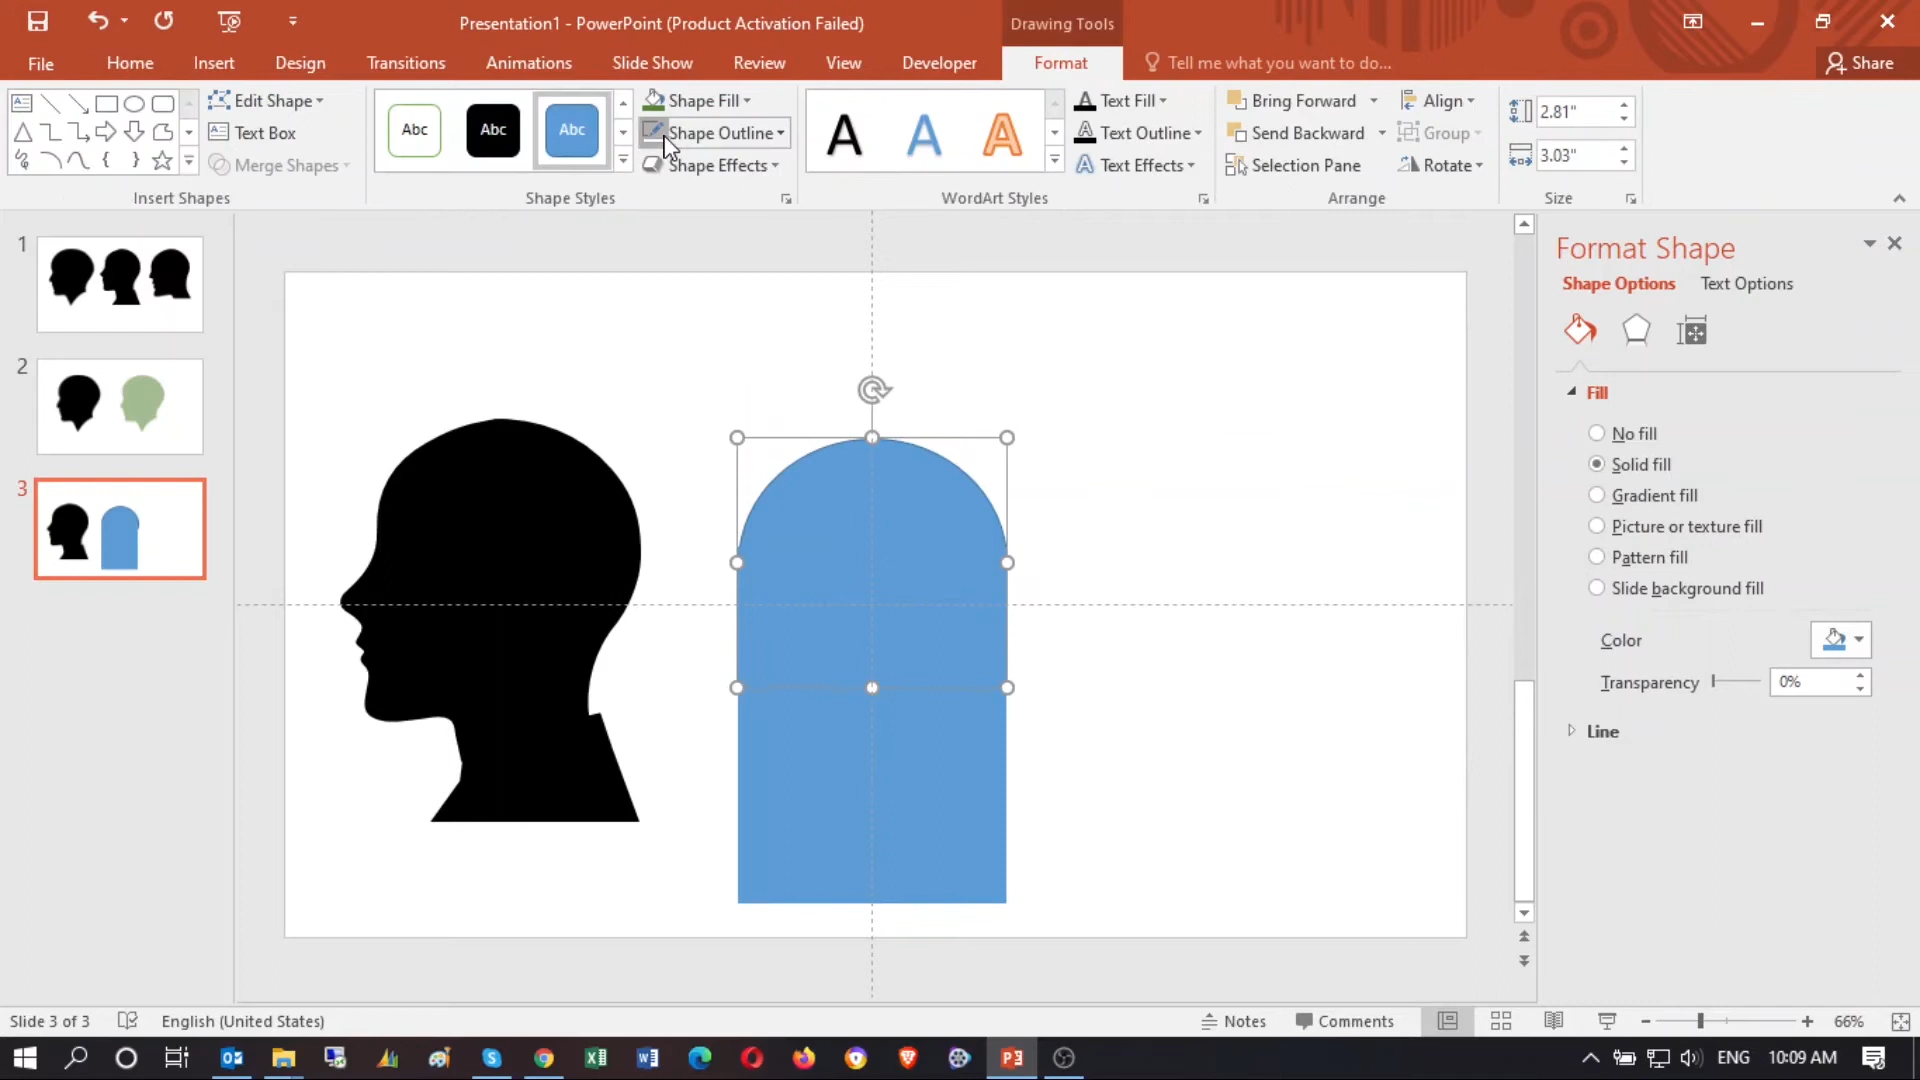 Presentation1 - PowerPoint (Product Activation Failed)
Drawing Tools
File
Home
Insert
Design
Transitions
Animations
Slide Show
Review
View
Developer
Format
Tell me what you want to do...
Share
Edit Shape
Text Box
Merge Shapes
Insert Shapes
Abc
Abc
Abc
Shape Fill
Shape Outline
Shape Effects
Shape Styles
A
A
A
Text Fill
Text Outline
Text Effects
WordArt Styles
Bring Forward
Send Backward
Selection Pane
Align
Group
Rotate
Arrange
2.81"
3.03"
Size
1
2
3
Format Shape
Shape Options
Text Options
Fill
No fill
Solid fill
Gradient fill
Picture or texture fill
Pattern fill
Slide background fill
Color
Transparency
0%
Line
Slide 3 of 3
English (United States)
Notes
Comments
66%
ENG
10:09 AM